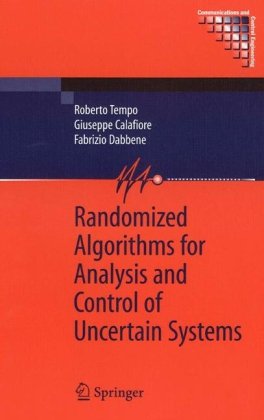 Communications and
Control Engineering
Roberto Tempo
Giuseppe Calafiore
Fabrizio Dabbene
Randomized
Algorithms for
Analysis and
Control of
Uncertain Systems
Springer